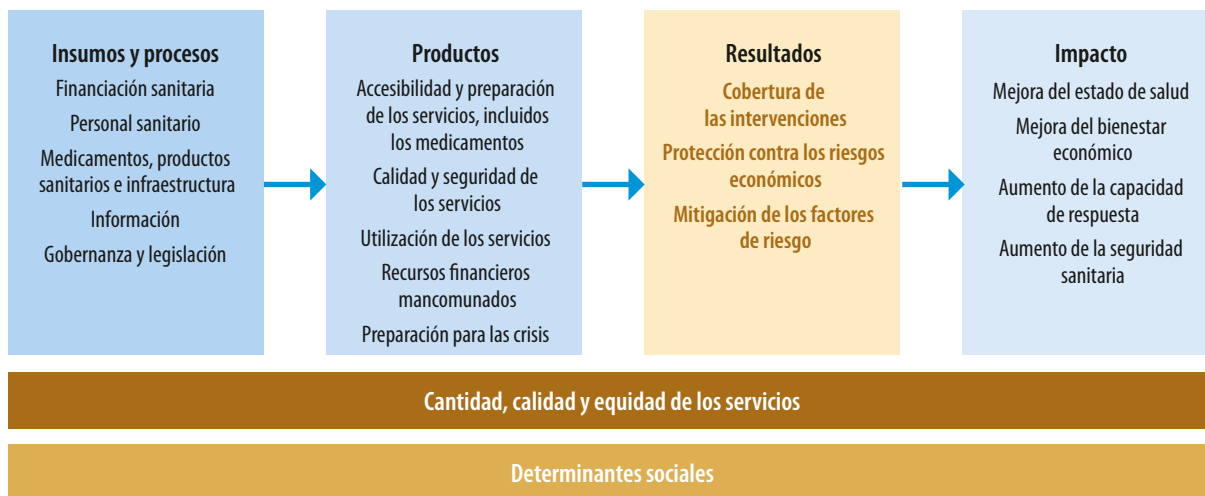 Insumos y procesos
Financiación sanitaria
Personal sanitario
Medicamentos, productos
sanitarios e infraestructura
Información
Gobernanza y legislación
Productos
Accesibilidad y preparación
de los servicios, incluidos
los medicamentos
Calidad y seguridad de
los servicios
Utilización de los servicios
Recursos financieros
mancomunados
Preparación para las crisis
Resultados
Cobertura de
las intervenciones
Protección contra los riesgos
económicos
Mitigación de los factores
de riesgo
Impacto
Mejora del estado de salud
Mejora del bienestar
económico
Aumento de la capacidad
de respuesta
Aumento de la seguridad
sanitaria
Cantidad, calidad y equidad de los servicios
Determinantes sociales